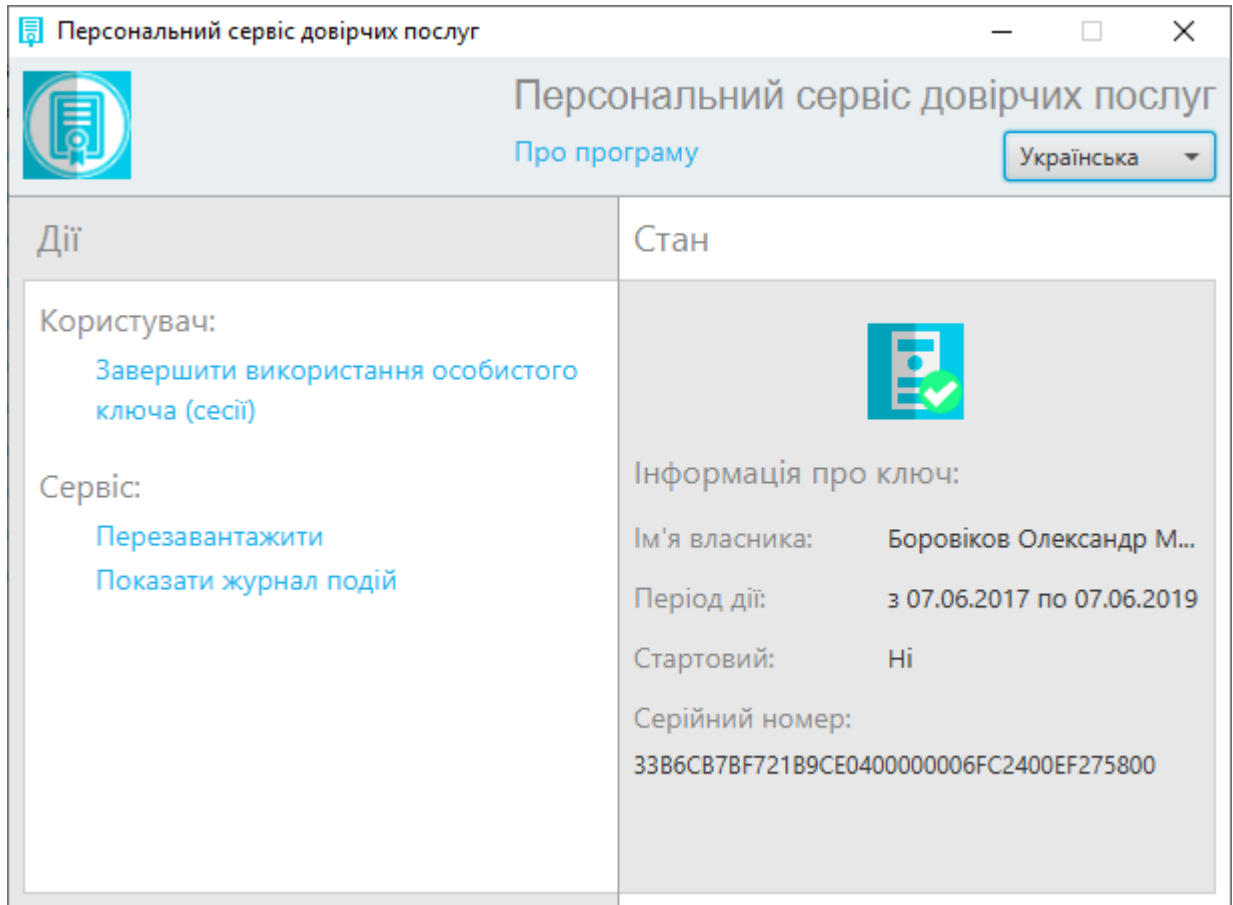 Персональний сервіс довірчих послуг
Персональний сервіс довірчих послуг
Про програму
Українська
Дії
Користувач:
Завершити використання особистого
ключа (сесії)
Сервіс:
Перезавантажити
Показати журнал подій
Стан
Інформація про ключ:
Ім'я власника: Боровіков Олександр М...
Період дії: з 07.06.2017 по 07.06.2019
Стартовий: Ні
Серійний номер:
33B6CB7BF721B9CE0400000006FC2400EF275800